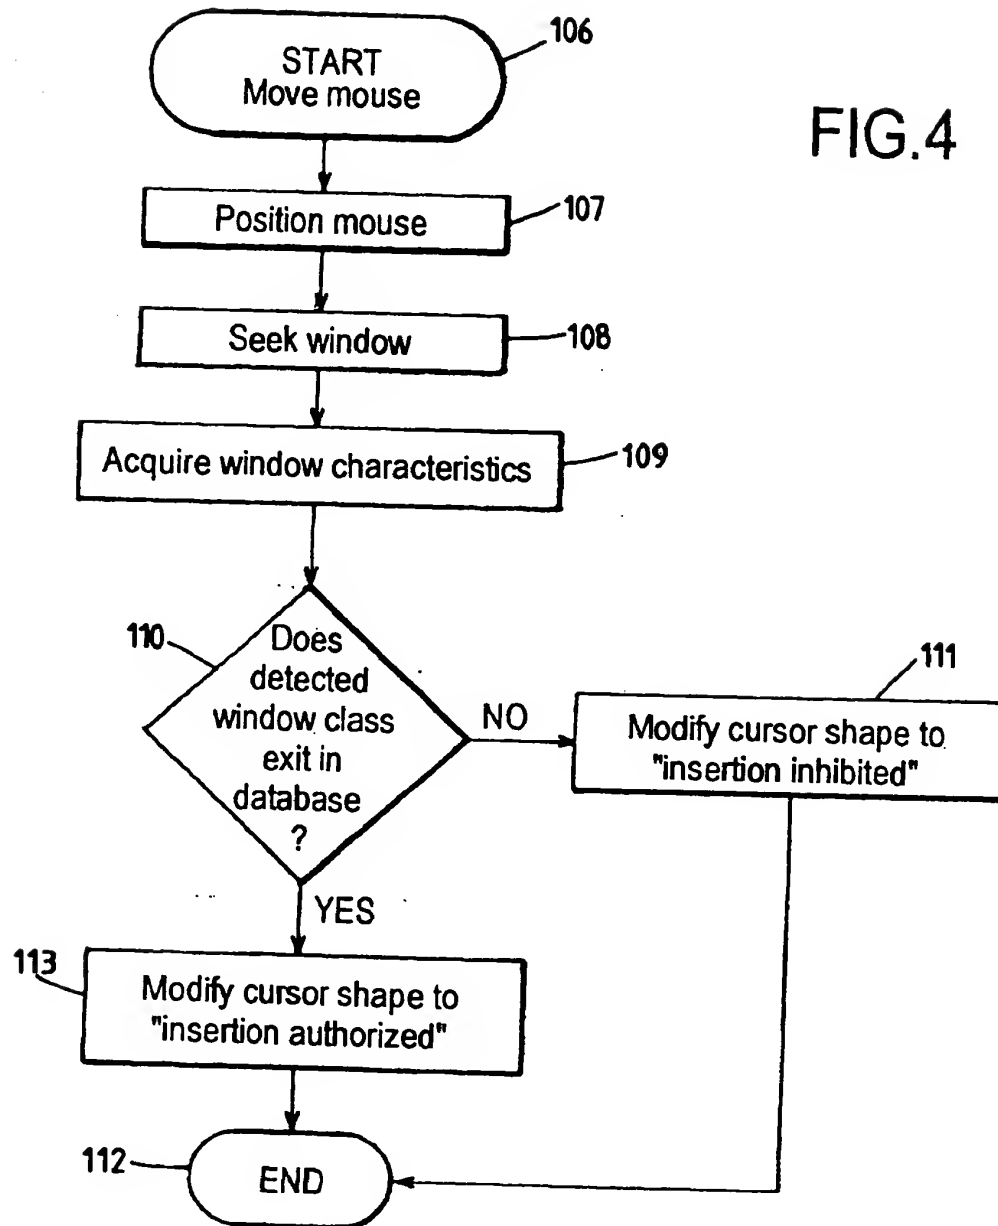 106
START
Move mouse
FIG.4
Position mouse
107
Seek window
108
Acquire window characteristics
109
110
Does
detected
window class
exit in
database
?
NO
111
Modify cursor shape to
"insertion inhibited"
YES
113
Modify cursor shape to
"insertion authorized"
112
END